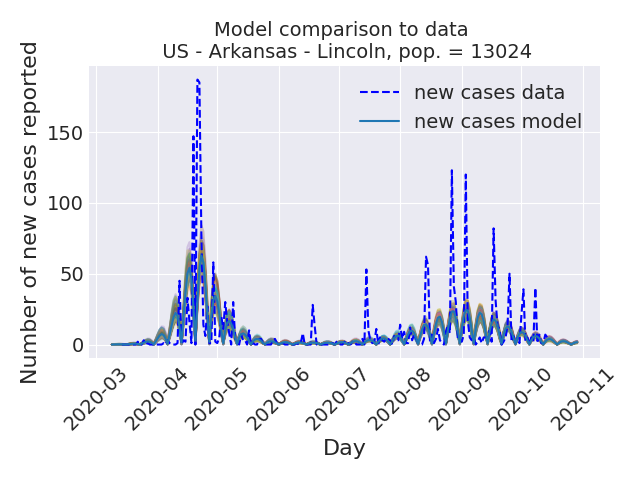 Model comparison to data
US - Arkansas - Lincoln, pop. = 13024
new cases data
new cases model
Number of new cases reported
150
100
50
0
2020-03
2020-04
2020-05
2020-06
2020-07
2020-08
2020-09
2020-10
2020-11
Day